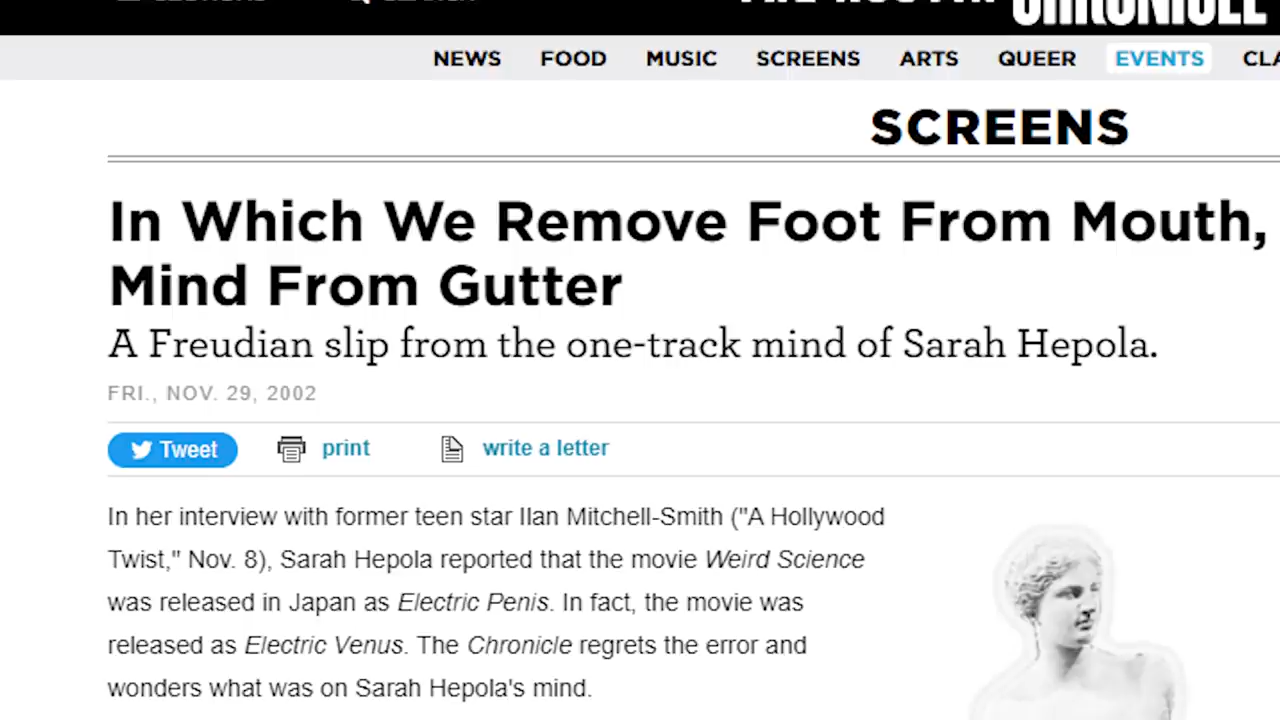 CHRONICLE
NEWS FOOD MUSIC SCREENS ARTS QUEER EVENTS
SCREENS
In Which We Remove Foot From Mouth,
Mind From Gutter
A Freudian slip from the one-track mind of Sarah Hepola.
FRI., NOV. 29, 2002
Tweet print write a letter
In her interview with former teen star Ilan Mitchell-Smith ("A Hollywood
Twist," Nov. 8), Sarah Hepola reported that the movie Weird Science
was released in Japan as Electric Penis. In fact, the movie was
released as Electric Venus. The Chronicle regrets the error and
wonders what was on Sarah Hepola's mind.